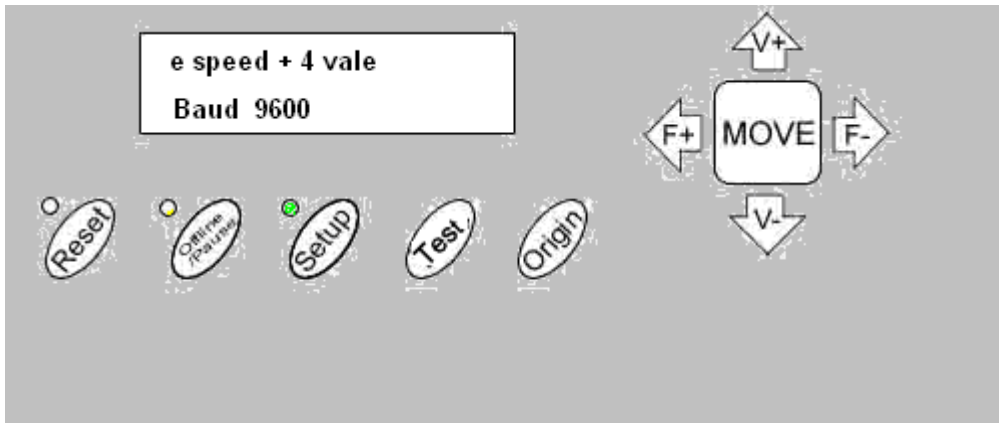 e speed + 4 vale
Baud 9600
V+
F+ MOVE F-
V-
Reset
Offline
/Pause
Setup
Test
Origin